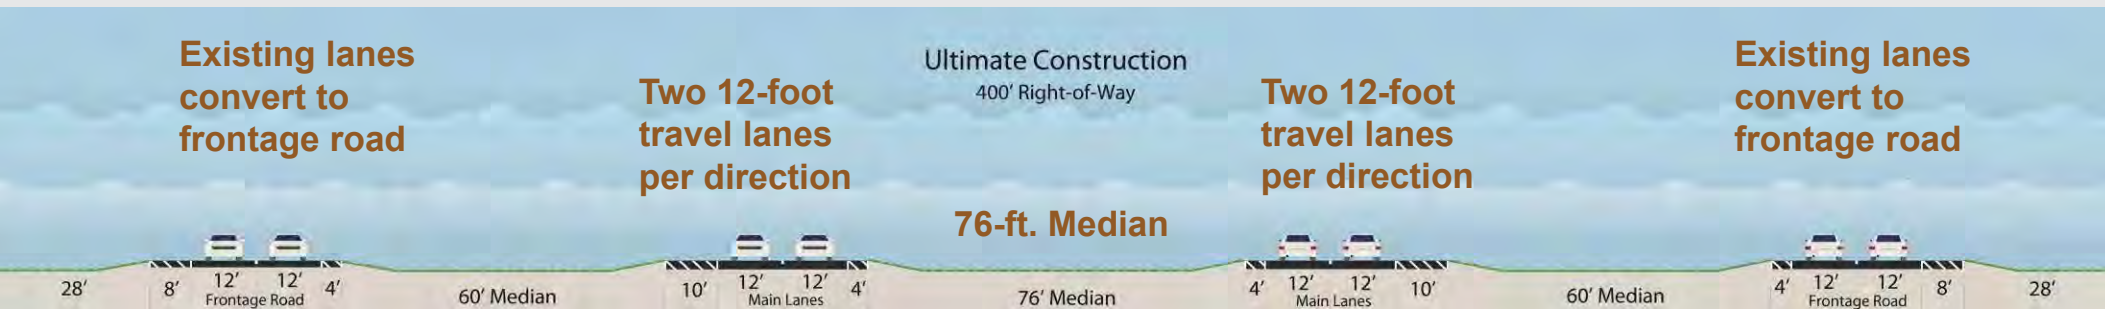 Existing lanes
convert to
frontage road
Two 12-foot
travel lanes
per direction
Ultimate Construction
400' Right-of-Way
76-ft. Median
Two 12-foot
travel lanes
per direction
Existing lanes
convert to
frontage road
28' 8' 12' 12' 4' 60' Median 10' 12' 12' 4' 76' Median 4' 12' 12' 10' 60' Median 4' 12' 12' 8' 28'
Frontage Road Main Lanes Main Lanes Frontage Road